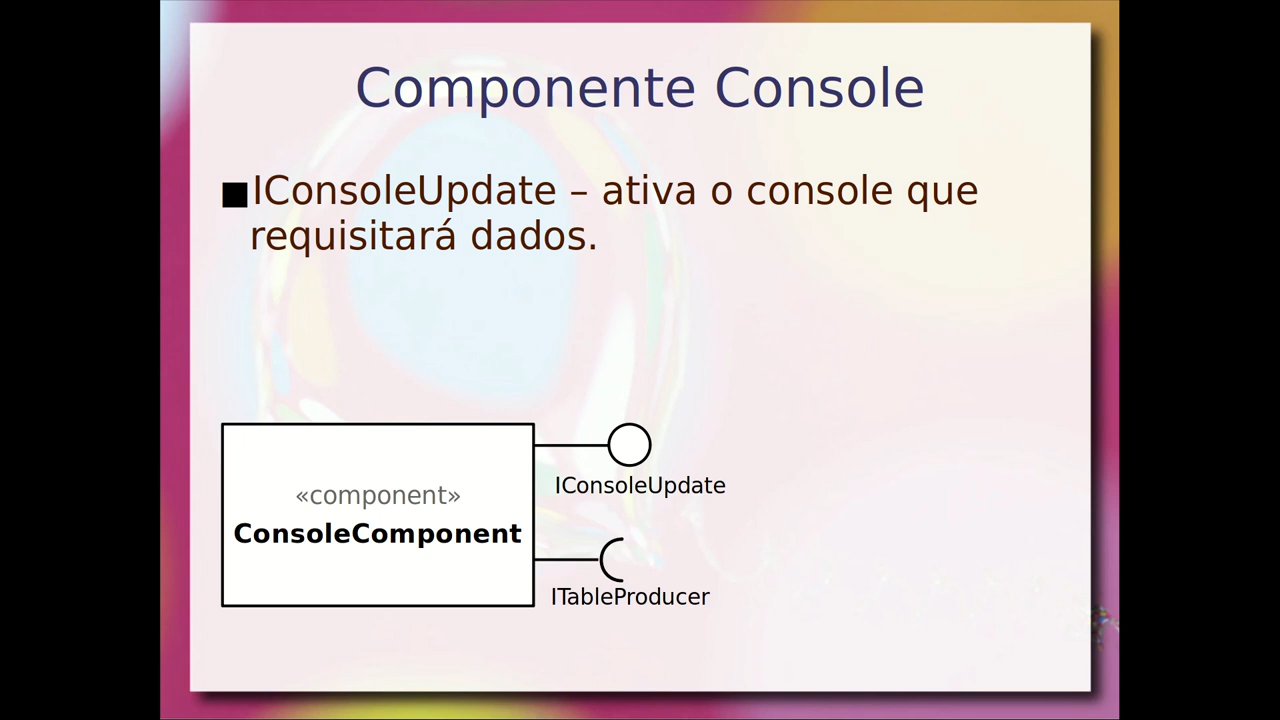 Componente Console
■IConsoleUpdate – ativa o console que
requisitará dados.
«component»
ConsoleComponent
IConsoleUpdate
ITableProducer